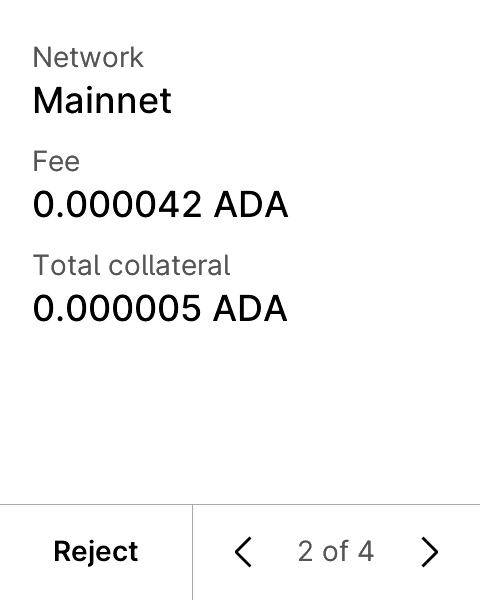 Network
Mainnet
Fee
0.000042 ADA
Total collateral
0.000005 ADA
Reject
2 of 4